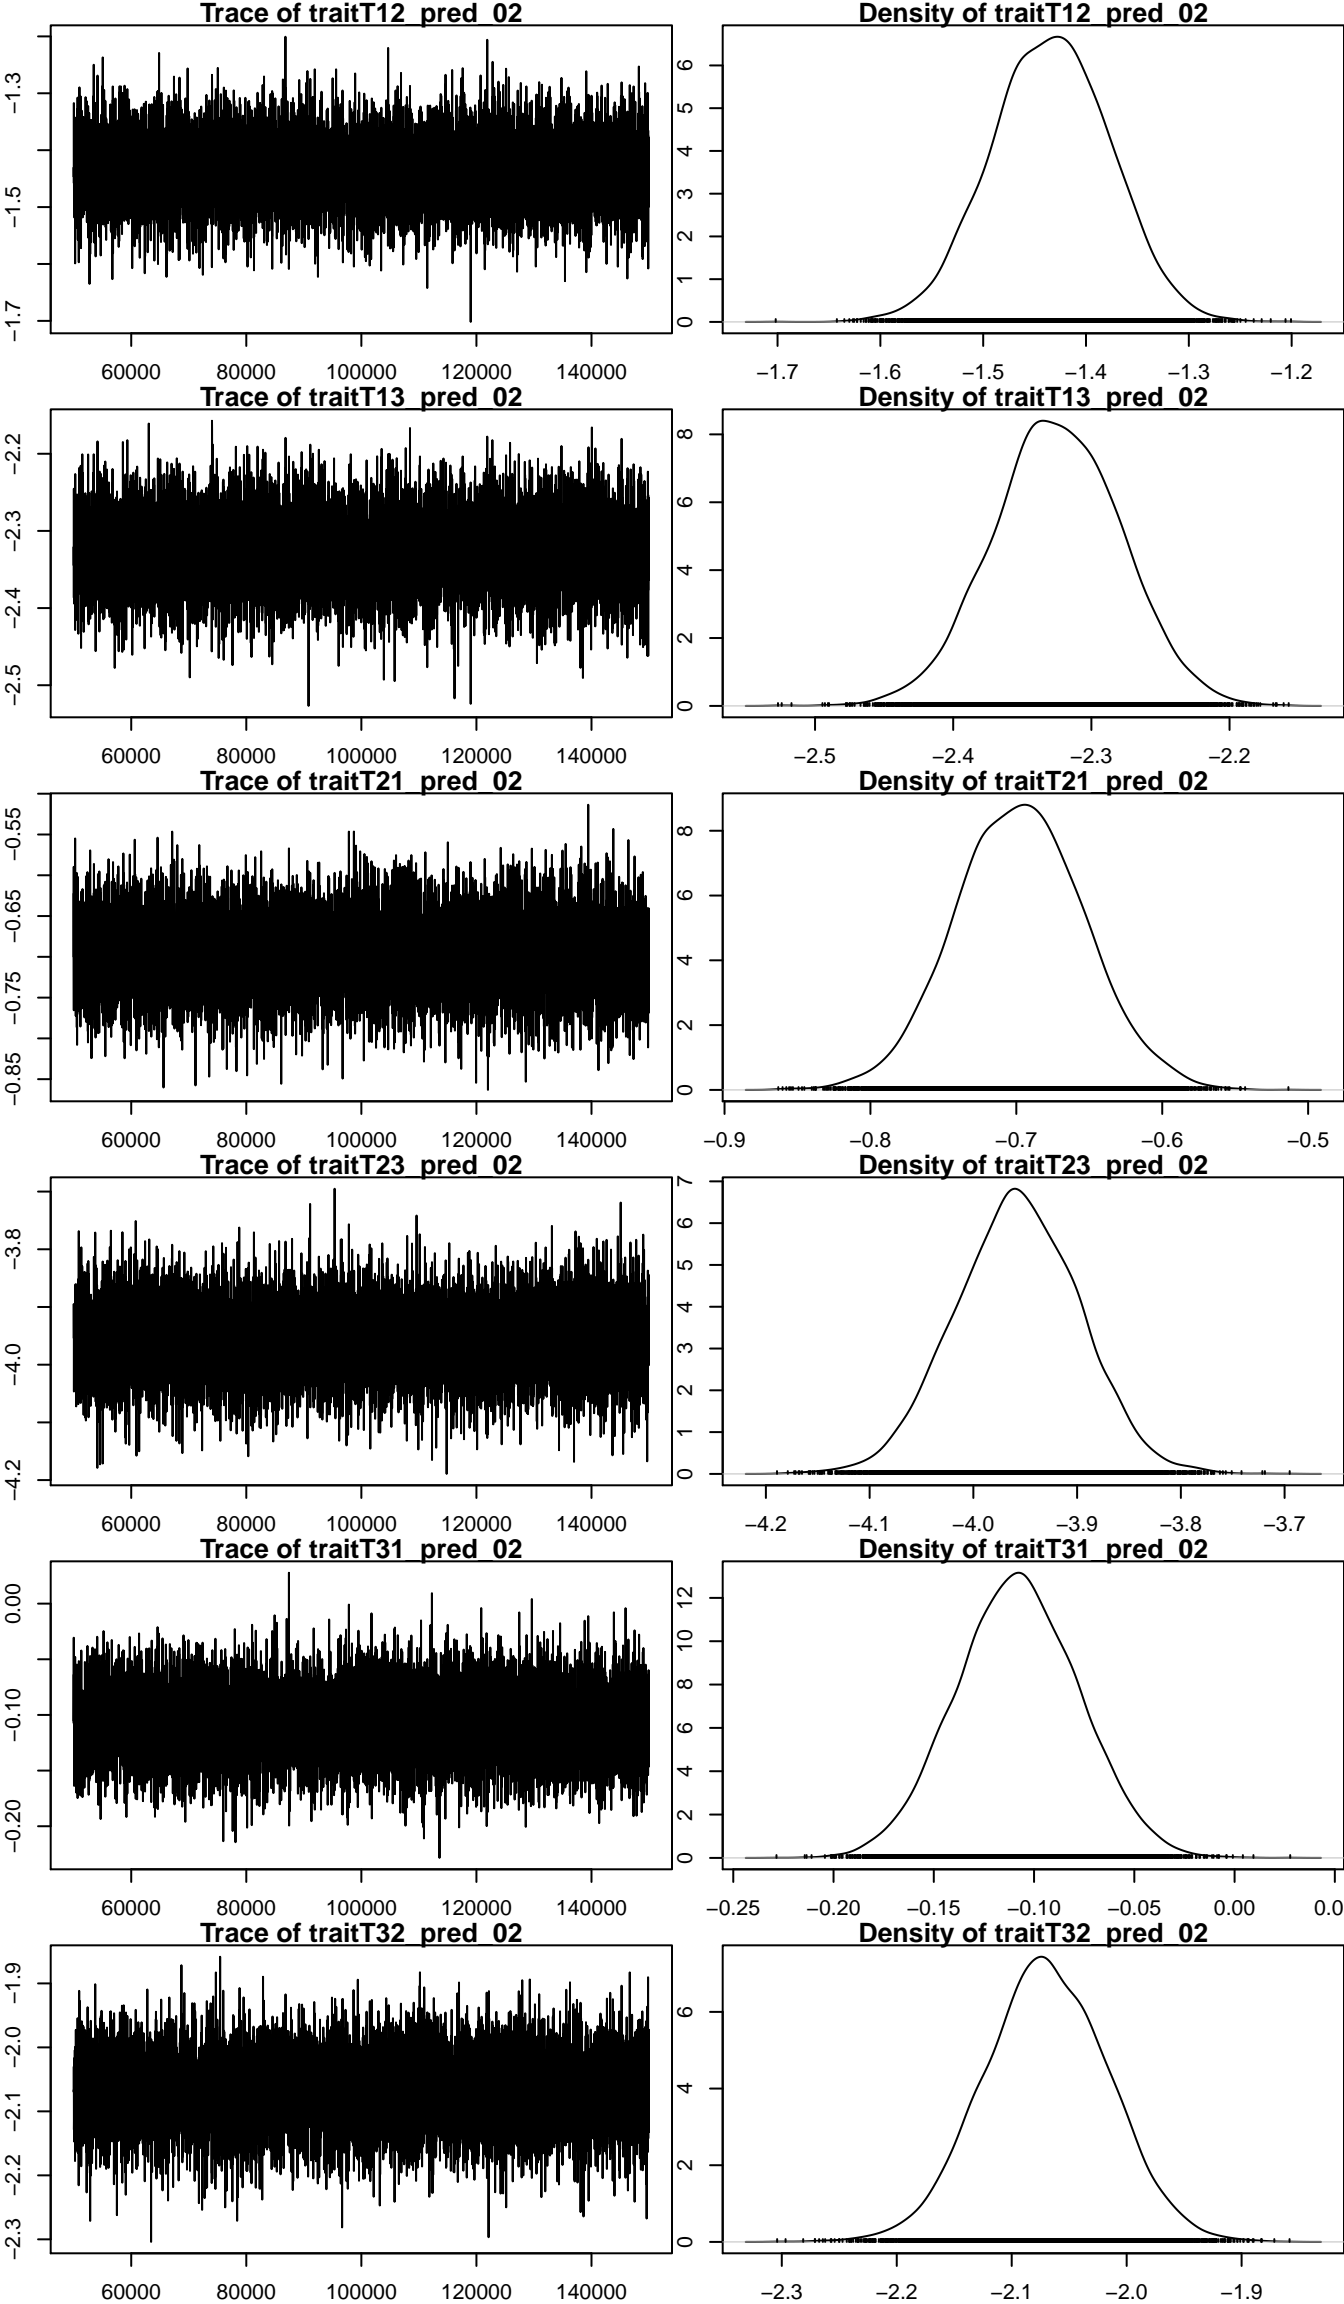 Trace of traitT12_pred_02
−1.7 −1.5 −1.3
60000 80000 100000 120000 140000
Density of traitT12_pred_02
0 1 2 3 4 5 6
−1.7 −1.6 −1.5 −1.4 −1.3 −1.2
Trace of traitT13_pred_02
−2.5 −2.4 −2.3 −2.2
60000 80000 100000 120000 140000
Density of traitT13_pred_02
0 2 4 6 8
−2.5 −2.4 −2.3 −2.2
Trace of traitT21_pred_02
−0.85 −0.75 −0.65 −0.55
60000 80000 100000 120000 140000
Density of traitT21_pred_02
0 2 4 6 8
−0.9 −0.8 −0.7 −0.6 −0.5
Trace of traitT23_pred_02
−4.2 −4.0 −3.8
60000 80000 100000 120000 140000
Density of traitT23_pred_02
0 1 2 3 4 5 6 7
−4.2 −4.1 −4.0 −3.9 −3.8 −3.7
Trace of traitT31_pred_02
−0.20 −0.10 0.00
60000 80000 100000 120000 140000
Density of traitT31_pred_02
0 2 4 6 8 10 12
−0.25 −0.20 −0.15 −0.10 −0.05 0.00 0.0
Trace of traitT32_pred_02
−2.3 −2.2 −2.1 −2.0 −1.9
60000 80000 100000 120000 140000
Density of traitT32_pred_02
0 2 4 6
−2.3 −2.2 −2.1 −2.0 −1.9